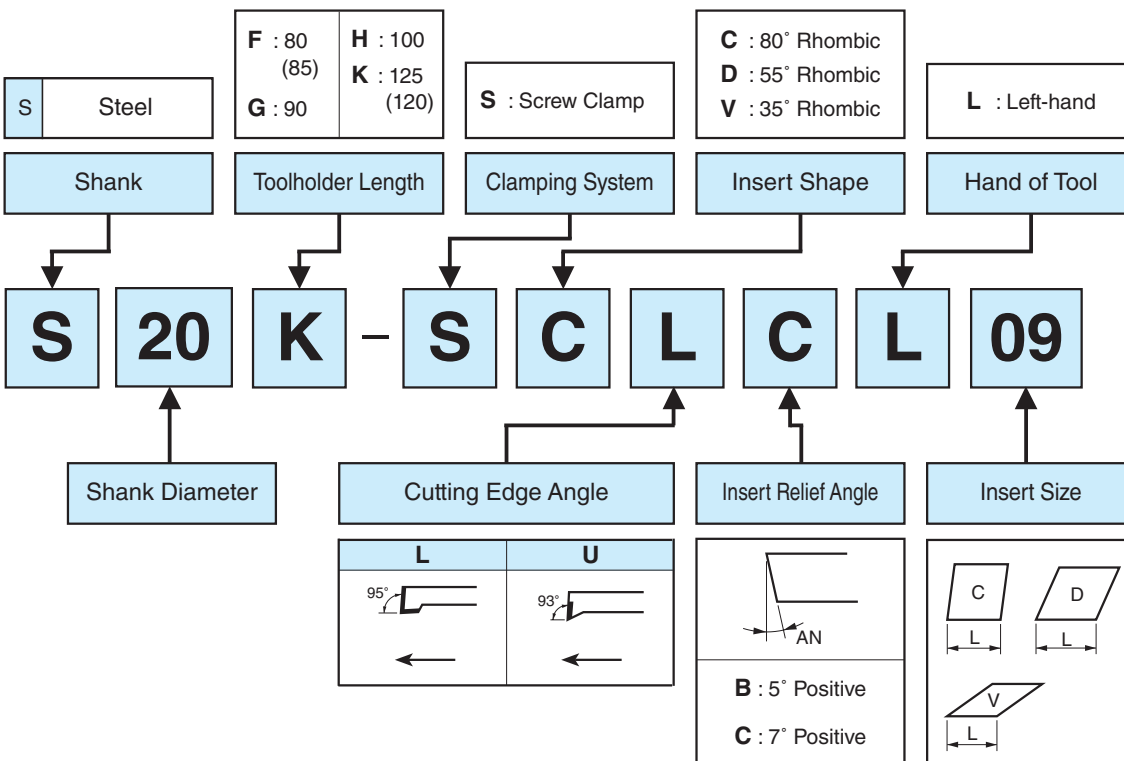 F : 80
(85)
G : 90
H : 100
K : 125
(120)
C : 80° Rhombic
D : 55° Rhombic
V : 35° Rhombic
S Steel
S : Screw Clamp
L : Left-hand
Shank
Toolholder Length
Clamping System
Insert Shape
Hand of Tool
S 20 K – S C L C L 09
Shank Diameter
Cutting Edge Angle
Insert Relief Angle
Insert Size
L
U
95°
93°
AN
B : 5° Positive
C : 7° Positive
C
L
D
L
V
L